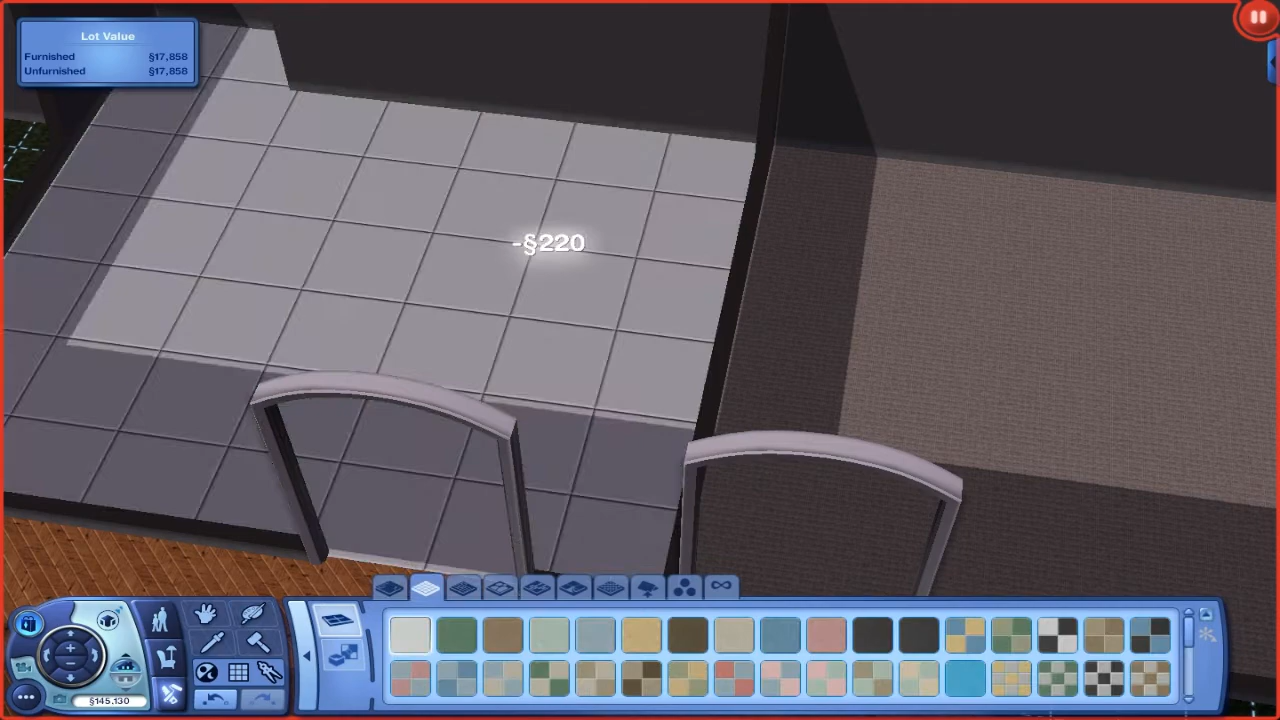 Lot Value
Furnished §17,858
Unfurnished §17,858
-§220
§145,130